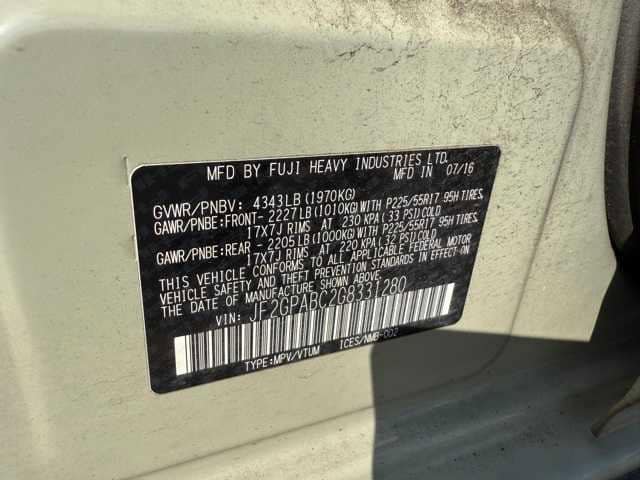 MFD BY FUJI HEAVY INDUSTRIES LTD.
MFD IN 07/16
GVWR/PNBV: 4343LB (1970KG)
GAWR/PNBE:FRONT- 2227LB (1010KG) P225/55R17 95H TIRES,
17X7J RIMS AT 230 KPA (33 PSI) COLD
GAWR/PNBE:REAR - 2205LB (1000KG) P225/55R17 95H TIRES,
17X7J RIMS AT 220 KPA (32 PSI) COLD
THIS VEHICLE CONFORMS TO ALL APPLICABLE FEDERAL MOTOR
VEHICLE SAFETY AND THEFT PREVENTION STANDARDS IN EFFECT ON
THE DATE OF MANUFACTURE SHOWN ABOVE
VIN: JF2GPABC2G8331280
TYPE:MPV/VTUM ICES/NMB-002